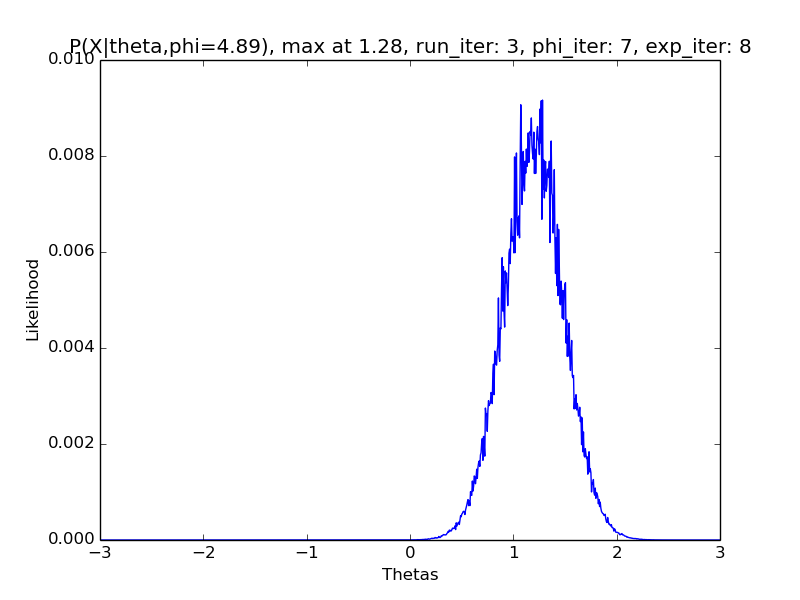 P(X|theta,phi=4.89), max at 1.28, run_iter: 3, phi_iter: 7, exp_iter: 8
0.010
0.008
0.006
0.004
0.002
0.000
Likelihood
−3 −2 −1 0 1 2 3
Thetas